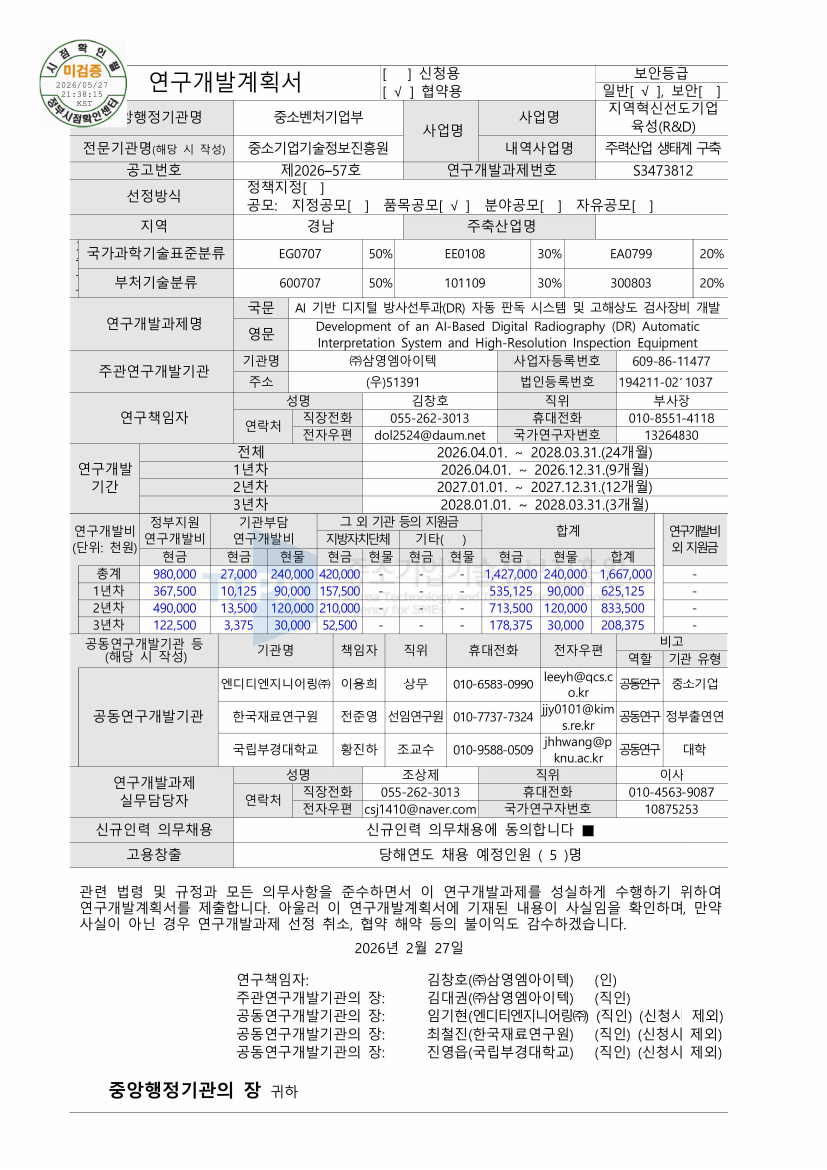 시 점 확 인 필
미검증
2026/05/27
21:38:15
KST
정부시점확인센터
연구개발계획서
[ ] 신청용
[ √ ] 협약용
보안등급
일반[ √ ], 보안[ ]
앙행정기관명 중소벤처기업부 사업명 사업명 지역혁신선도기업
육성(R&D)
전문기관명(해당 시 작성) 중소기업기술정보진흥원 내역사업명 주력산업 생태계 구축
공고번호 제2026-57호 연구개발과제번호 S3473812
선정방식 정책지정[ ]
공모: 지정공모[ ] 품목공모[ √ ] 분야공모[ ] 자유공모[ ]
지역 경남 주축산업명
국가과학기술표준분류 EG0707 50% EE0108 30% EA0799 20%
부처기술분류 600707 50% 101109 30% 300803 20%
연구개발과제명 국문 AI 기반 디지털 방사선투과(DR) 자동 판독 시스템 및 고해상도 검사장비 개발
영문 Development of an AI-Based Digital Radiography (DR) Automatic
Interpretation System and High-Resolution Inspection Equipment
주관연구개발기관 기관명 ㈜삼영엠아이텍 사업자등록번호 609-86-11477
주소 (우)51391 법인등록번호 194211-02´1037
연구책임자 성명 김창호 직위 부사장
연락처 직장전화 055-262-3013 휴대전화 010-8551-4118
전자우편 dol2524@daum.net 국가연구자번호 13264830
연구개발
기간
전체 2026.04.01. ~ 2028.03.31.(24개월)
1년차 2026.04.01. ~ 2026.12.31.(9개월)
2년차 2027.01.01. ~ 2027.12.31.(12개월)
3년차 2028.01.01. ~ 2028.03.31.(3개월)
연구개발비
(단위: 천원)
정부지원
연구개발비
기관부담
연구개발비
그 외 기관 등의 지원금
지방자치단체 기타( )
합계
연구개발비
외 지원금
현금 현금 현물 현금 현물 현금 현물 현금 현물 합계
총계 980,000 27,000 240,000 420,000 - - - 1,427,000 240,000 1,667,000 -
1년차 367,500 10,125 90,000 157,500 - - - 535,125 90,000 625,125 -
2년차 490,000 13,500 120,000 210,000 - - - 713,500 120,000 833,500 -
3년차 122,500 3,375 30,000 52,500 - - - 178,375 30,000 208,375 -
공동연구개발기관 등
(해당 시 작성)
기관명 책임자 직위 휴대전화 전자우편 비고
역할 기관 유형
공동연구개발기관
엔디티엔지니어링㈜ 이용희 상무 010-6583-0990 leeyh@qcs.c
o.kr 공동연구 중소기업
한국재료연구원 전준영 선임연구원 010-7737-7324 jjy0101@kim
s.re.kr 공동연구 정부출연연
국립부경대학교 황진하 조교수 010-9588-0509 jhhwang@p
knu.ac.kr 공동연구 대학
연구개발과제
실무담당자
성명 조상제 직위 이사
연락처 직장전화 055-262-3013 휴대전화 010-4563-9087
전자우편 csj1410@naver.com 국가연구자번호 10875253
신규인력 의무채용 신규인력 의무채용에 동의합니다 ■
고용창출 당해연도 채용 예정인원 ( 5 )명
관련 법령 및 규정과 모든 의무사항을 준수하면서 이 연구개발과제를 성실하게 수행하기 위하여
연구개발계획서를 제출합니다. 아울러 이 연구개발계획서에 기재된 내용이 사실임을 확인하며, 만약
사실이 아닌 경우 연구개발과제 선정 취소, 협약 해약 등의 불이익도 감수하겠습니다.
2026년 2월 27일
연구책임자: 김창호(㈜삼영엠아이텍) (인)
주관연구개발기관의 장: 김대권(㈜삼영엠아이텍) (직인)
공동연구개발기관의 장: 임기현(엔디티엔지니어링㈜) (직인) (신청시 제외)
공동연구개발기관의 장: 최철진(한국재료연구원) (직인) (신청시 제외)
공동연구개발기관의 장: 진영읍(국립부경대학교) (직인) (신청시 제외)
중앙행정기관의 장 귀하